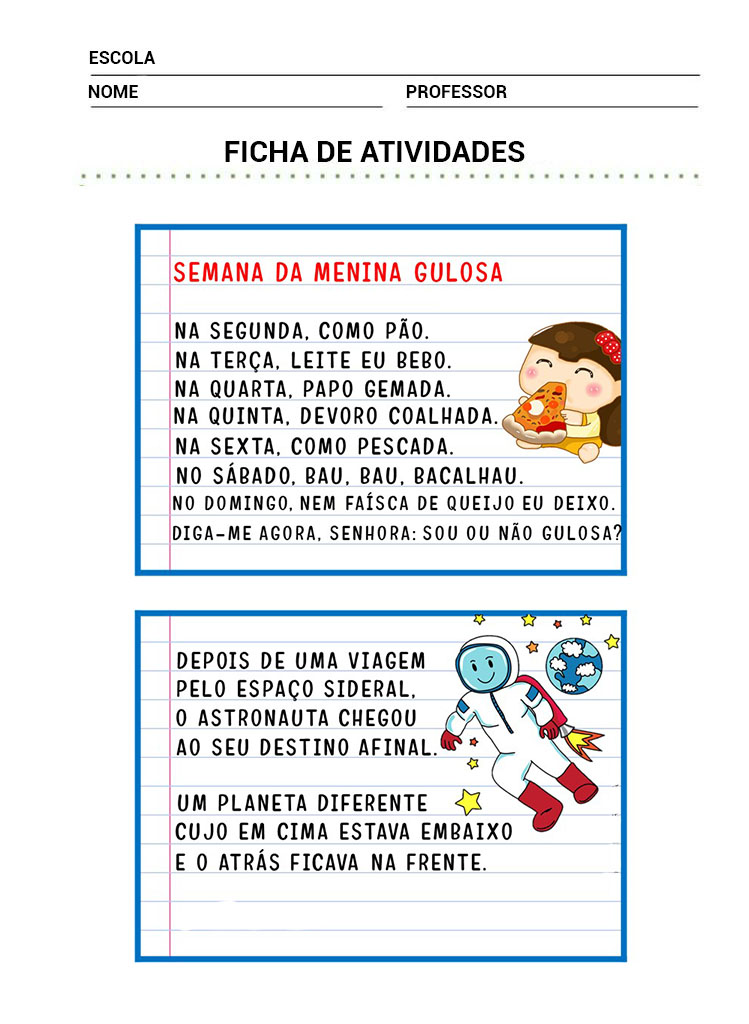 ESCOLA
NOME PROFESSOR
FICHA DE ATIVIDADES
SEMANA DA MENINA GULOSA
NA SEGUNDA, COMO PÃO.
NA TERÇA, LEITE EU BEBO.
NA QUARTA, PAPO GEMADA.
NA QUINTA, DEVORO COALHADA.
NA SEXTA, COMO PESCADA.
NO SÁBADO, BAU, BAU, BACALHAU.
NO DOMINGO, NEM FAÍSCA DE QUEIJO EU DEIXO.
DIGA-ME AGORA, SENHORA: SOU OU NÃO GULOSA?
DEPOIS DE UMA VIAGEM
PELO ESPAÇO SIDERAL,
O ASTRONAUTA CHEGOU
AO SEU DESTINO AFINAL.
UM PLANETA DIFERENTE
CUJO EM CIMA ESTAVA EMBAIXO
E O ATRÁS FICAVA NA FRENTE.